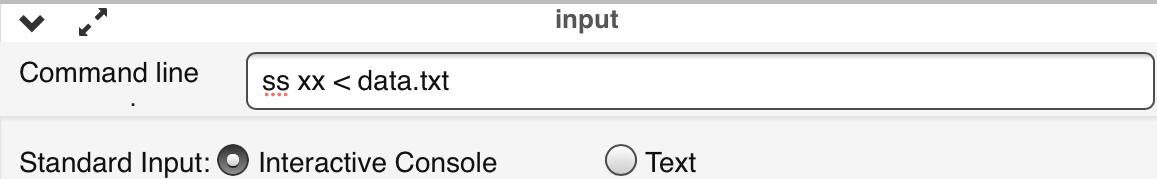 input
Command line
ss xx < data.txt
Standard Input: Interactive Console Text